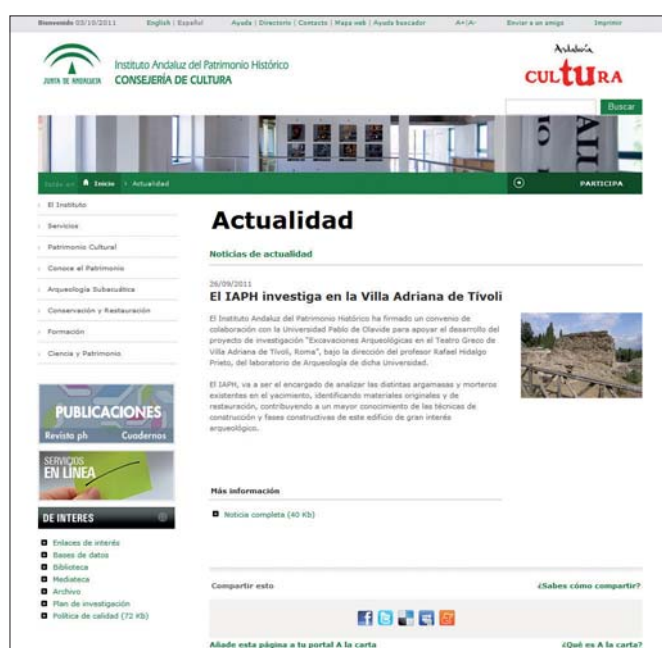 Bienvenido 03/10/2011 English | Español Ayuda | Directorio | Contacto | Mapa web | Ayuda buscador A+|A- Enviar a un amigo Imprimir
JUNTA DE ANDALUCIA
Instituto Andaluz del Patrimonio Histórico
CONSEJERÍA DE CULTURA
Andalucía
CULTURA
Buscar
Estás en: Inicio › Actualidad
PARTICIPA
El Instituto
Servicios
Patrimonio Cultural
Conoce el Patrimonio
Arqueología Subacuática
Conservación y Restauración
Formación
Ciencia y Patrimonio
PUBLICACIONES
Revista ph Cuadernos
SERVICIOS
EN LÍNEA
DE INTERES
Enlaces de interés
Bases de datos
Biblioteca
Mediateca
Archivo
Plan de investigación
Política de calidad (72 Kb)
Actualidad
Noticias de actualidad
26/09/2011
El IAPH investiga en la Villa Adriana de Tívoli
El Instituto Andaluz del Patrimonio Histórico ha firmado un convenio de
colaboración con la Universidad Pablo de Olavide para apoyar el desarrollo del
proyecto de investigación "Excavaciones Arqueológicas en el Teatro Greco de
Villa Adriana de Tívoli, Roma", bajo la dirección del profesor Rafael Hidalgo
Prieto, del laboratorio de Arqueología de dicha Universidad.
El IAPH, va a ser el encargado de analizar las distintas argamasas y morteros
existentes en el yacimiento, identificando materiales originales y de
restauración, contribuyendo a un mayor conocimiento de las técnicas de
construcción y fases constructivas de este edificio de gran interés
arqueológico.
Más información
Noticia completa (40 Kb)
Compartir esto ¿Sabes cómo compartir?
Añade esta página a tu portal A la carta ¿Qué es A la carta?